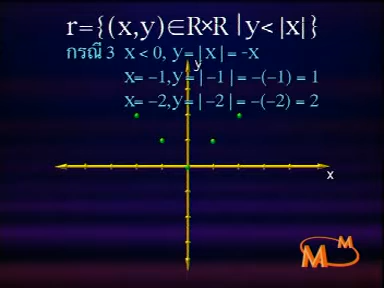 r={(x,y)∈R×R|y<|x|}
กรณี 3 x < 0, y=|x| = -x
x= -1,y=|-1| = -(-1) = 1
x= -2,y=|-2| = -(-2) = 2
y
x
M M